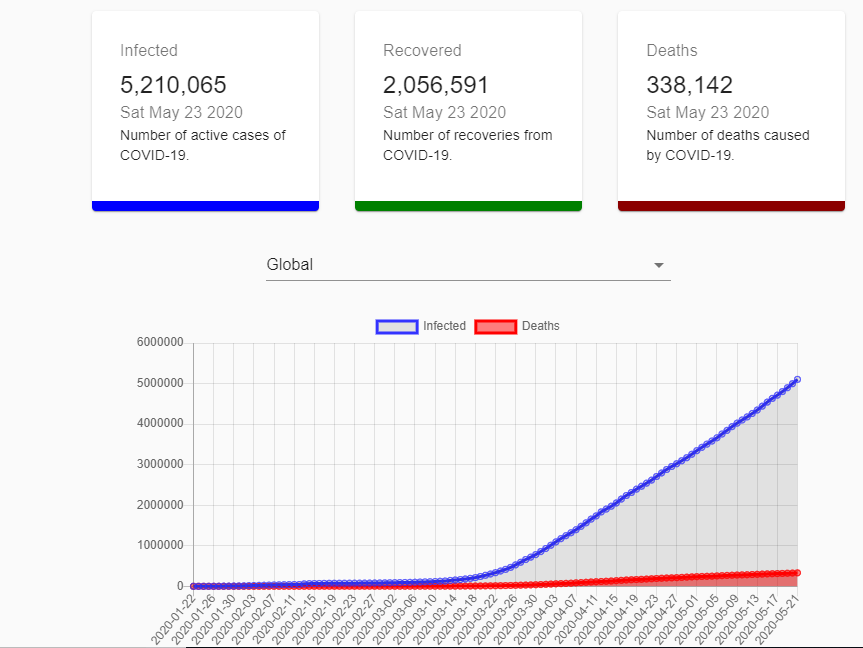 Infected
5,210,065
Sat May 23 2020
Number of active cases of
COVID-19.
Recovered
2,056,591
Sat May 23 2020
Number of recoveries from
COVID-19.
Deaths
338,142
Sat May 23 2020
Number of deaths caused
by COVID-19.
Global
Infected Deaths
6000000
5000000
4000000
3000000
2000000
1000000
0
2020-01-22
2020-01-26
2020-01-30
2020-02-03
2020-02-07
2020-02-11
2020-02-15
2020-02-19
2020-02-23
2020-02-27
2020-03-02
2020-03-06
2020-03-10
2020-03-14
2020-03-18
2020-03-22
2020-03-26
2020-03-30
2020-04-03
2020-04-07
2020-04-11
2020-04-15
2020-04-19
2020-04-23
2020-04-27
2020-05-01
2020-05-05
2020-05-09
2020-05-13
2020-05-17
2020-05-21